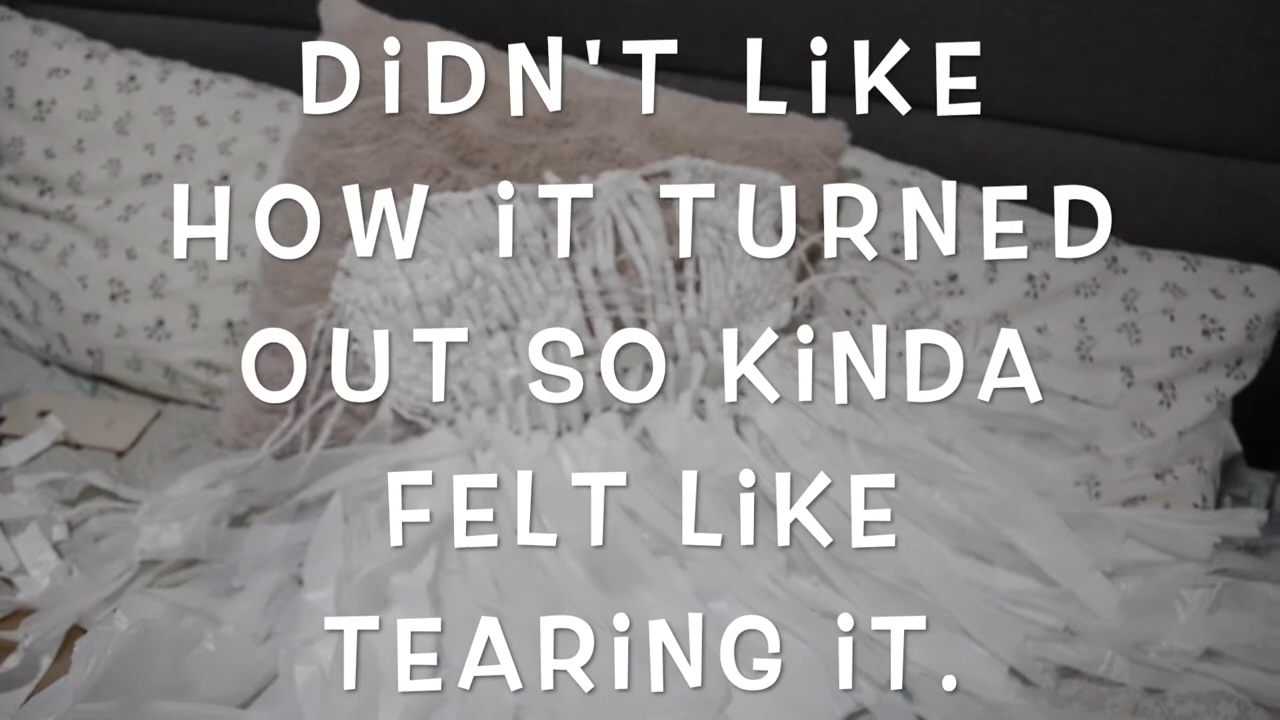 DiDN'T LiKE
HOW iT TURNED
OUT SO KiNDA
FELT LiKE
TEARiNG iT.